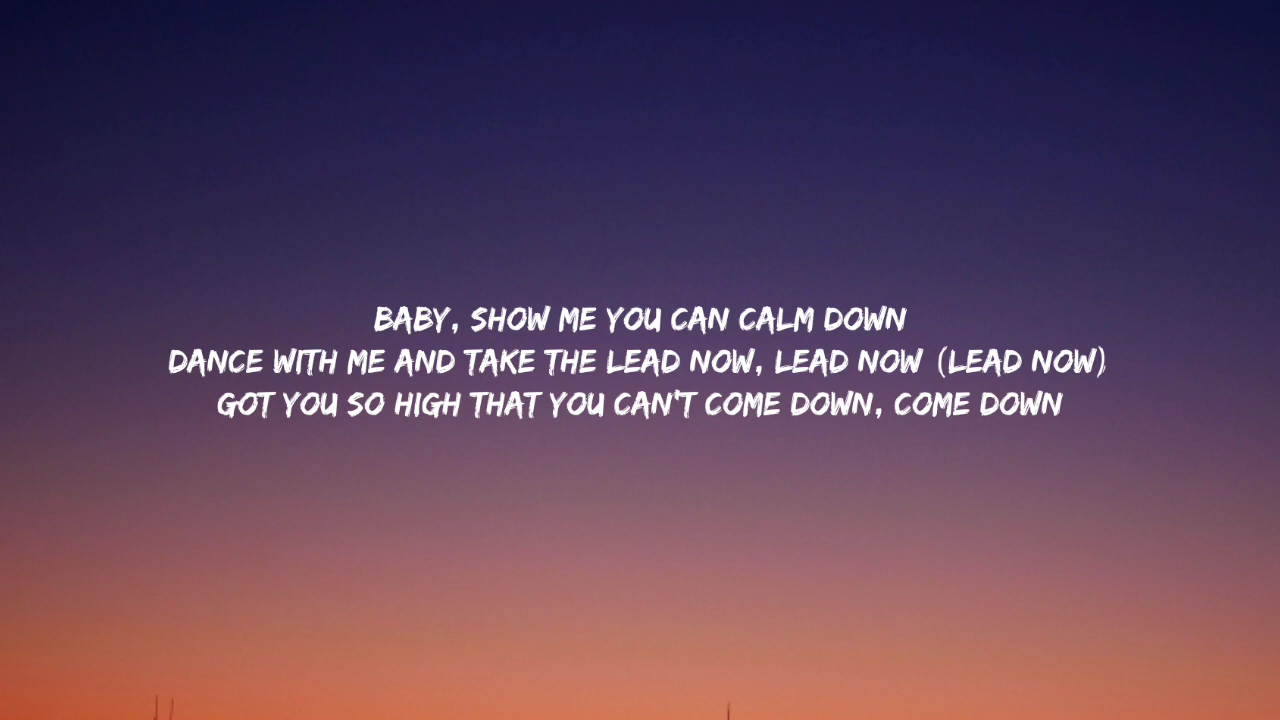 BABY, SHOW ME YOU CAN CALM DOWN
DANCE WITH ME AND TAKE THE LEAD NOW, LEAD NOW (LEAD NOW)
GOT YOU SO HIGH THAT YOU CAN'T COME DOWN, COME DOWN